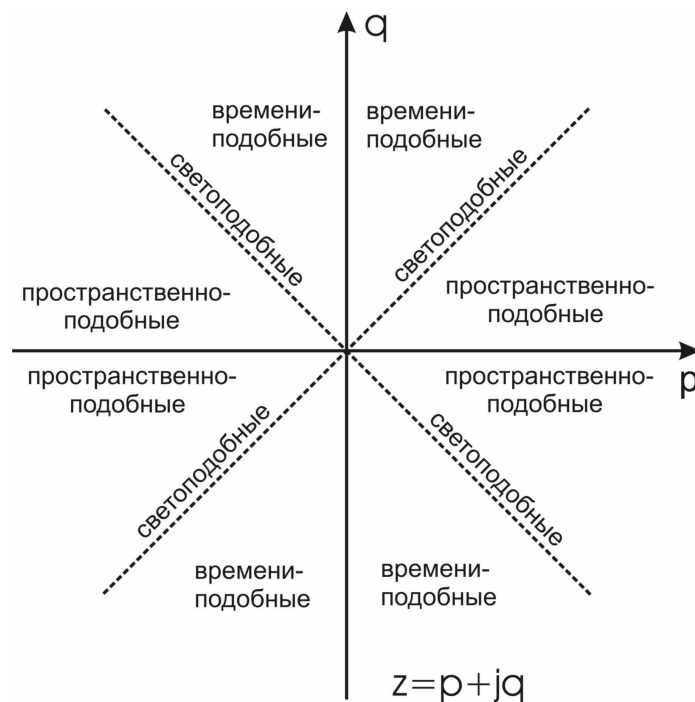 q
времени-
подобные
времени-
подобные
светоподобные
светоподобные
пространственно-
подобные
пространственно-
подобные
p
пространственно-
подобные
пространственно-
подобные
светоподобные
светоподобные
времени-
подобные
времени-
подобные
z=p+jq